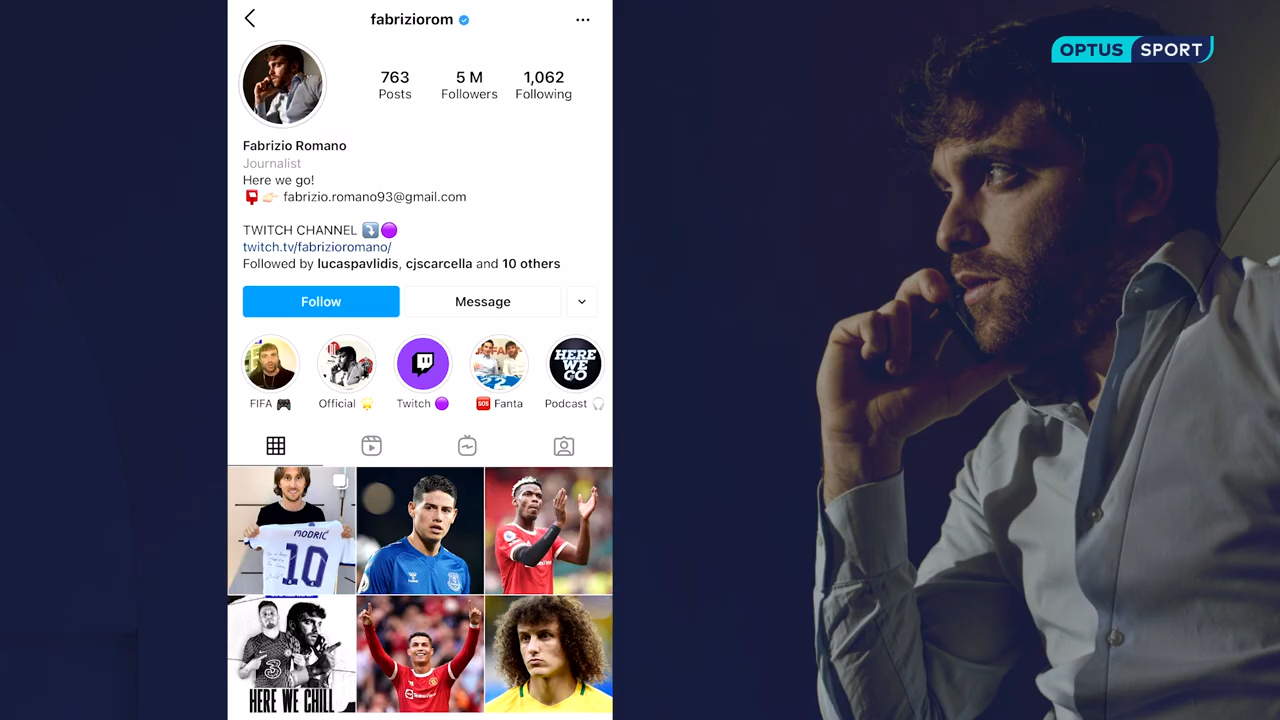 fabriziorom
OPTUS SPORT
763
5 M
1,062
Posts
Followers
Following
Fabrizio Romano
Journalist
Here we go!
fabrizio.romano93@gmail.com
TWITCH CHANNEL
twitch.tv/fabrizioromano/
Followed by lucaspavlidis, cjscarcella and 10 others
Follow
Message
HERE
WE
GO
FIFA
Official
Twitch
SOS Fanta
Podcast
MODRIĆ
10
3
HERE WE CHILL